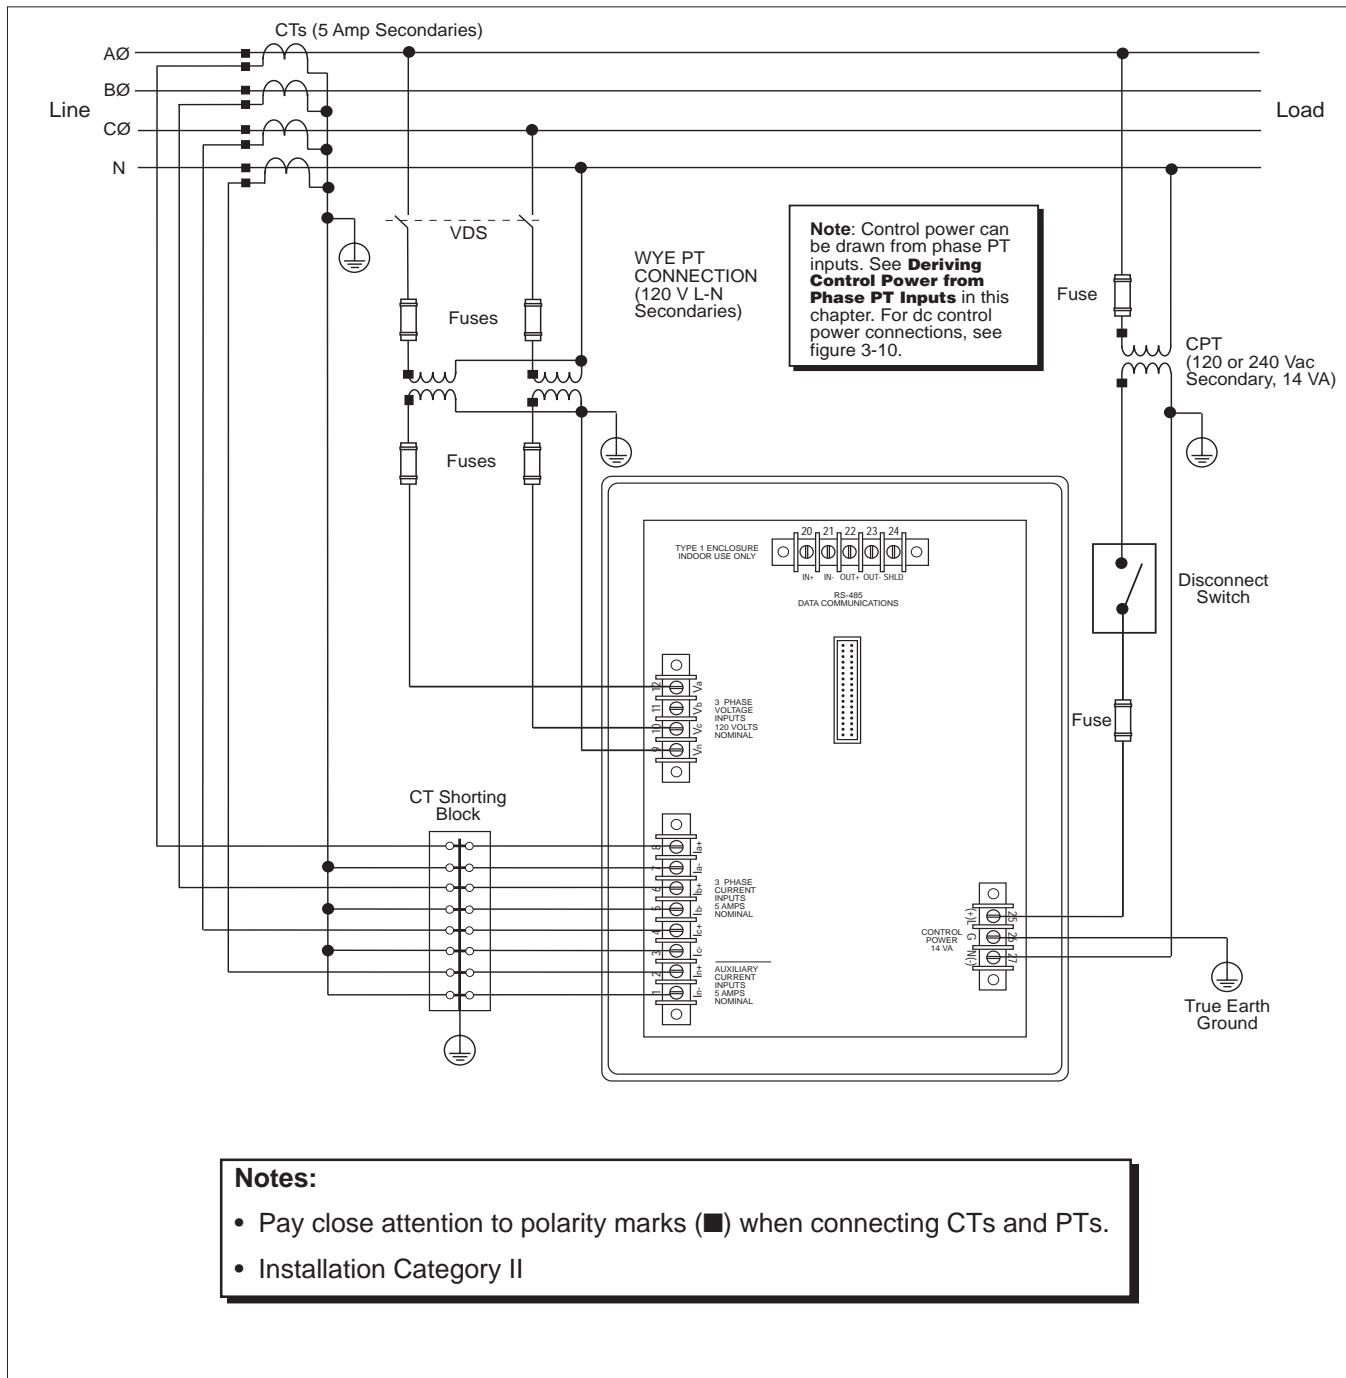 CTs (5 Amp Secondaries)
AØ
BØ
Line
CØ
N
Load
VDS
WYE PT
CONNECTION
(120 V L-N
Secondaries)
Note: Control power can
be drawn from phase PT
inputs. See Deriving
Control Power from
Phase PT Inputs in this
chapter. For dc control
power connections, see
figure 3-10.
Fuse
Fuses
CPT
(120 or 240 Vac
Secondary, 14 VA)
Fuses
20 21 22 23 24
TYPE 1 ENCLOSURE
INDOOR USE ONLY
IN+ IN- OUT+ OUT- SHLD
RS-485
DATA COMMUNICATIONS
Disconnect
Switch
12 Va
11 Vb
10 Vc
9 Vn
3 PHASE
VOLTAGE
INPUTS
120 VOLTS
NOMINAL
Fuse
CT Shorting
Block
8 Ia+
7 Ia-
6 Ib+
5 Ib-
4 Ic+
3 Ic-
2 In+
1 In-
3 PHASE
CURRENT
INPUTS
5 AMPS
NOMINAL
AUXILIARY
CURRENT
INPUTS
5 AMPS
NOMINAL
CONTROL
POWER
14 VA
(+)L 25
G 26
N(-) 27
True Earth
Ground
Notes:
• Pay close attention to polarity marks (■) when connecting CTs and PTs.
• Installation Category II